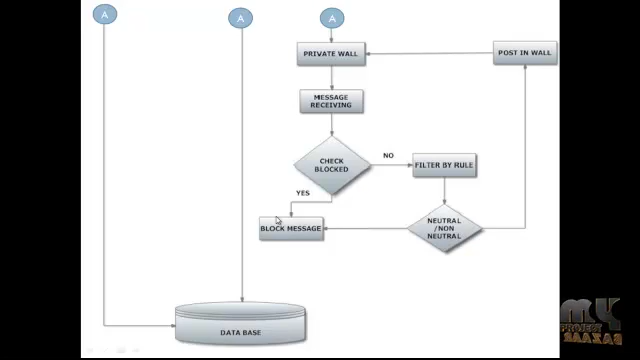 A
A
A
PRIVATE WALL
POST IN WALL
MESSAGE
RECEIVING
CHECK
BLOCKED
NO
FILTER BY RULE
YES
BLOCK MESSAGE
NEUTRAL
/NON
NEUTRAL
DATA BASE
MY
PROJECT